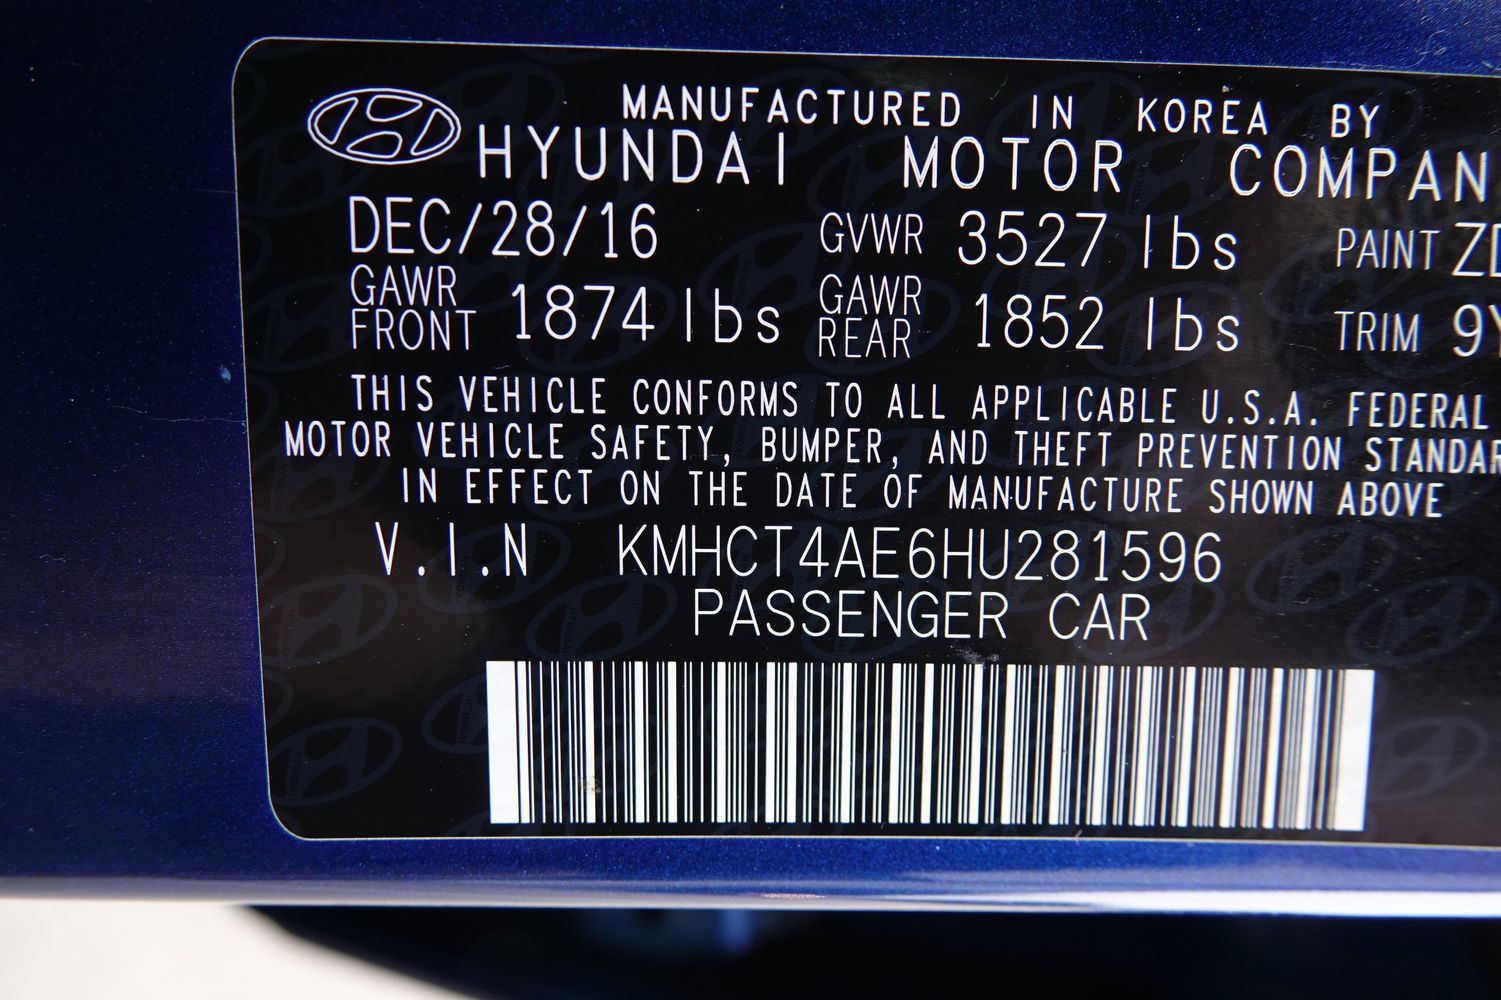 MANUFACTURED IN KOREA BY
HYUNDAI MOTOR COMPAN
DEC/28/16 GVWR 3527 lbs PAINT ZD
GAWR FRONT 1874 lbs GAWR REAR 1852 lbs TRIM 9Y
THIS VEHICLE CONFORMS TO ALL APPLICABLE U.S.A. FEDERAL
MOTOR VEHICLE SAFETY, BUMPER, AND THEFT PREVENTION STANDAR
IN EFFECT ON THE DATE OF MANUFACTURE SHOWN ABOVE
V.I.N KMHCT4AE6HU281596
PASSENGER CAR